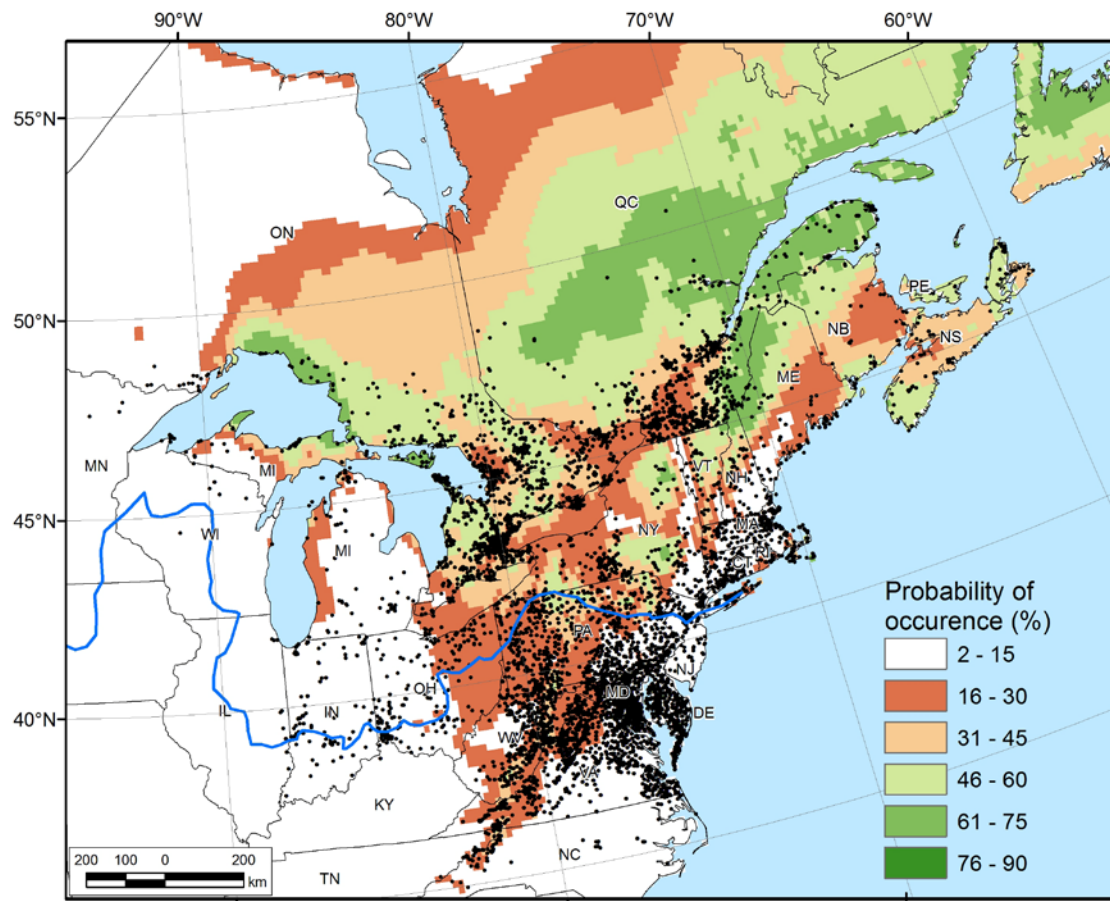 90°W 80°W 70°W 60°W
55°N
QC
ON
PE
50°N
NB
NS
ME
MN
MI
VT
NH
45°N
WI
MI
NY
MA
RI
CT
Probability of
occurence (%)
PA
2 - 15
NJ
OH
MD
16 - 30
40°N
IL
IN
DE
31 - 45
WV
VA
46 - 60
KY
61 - 75
200 100 0 200
NC
76 - 90
km
TN